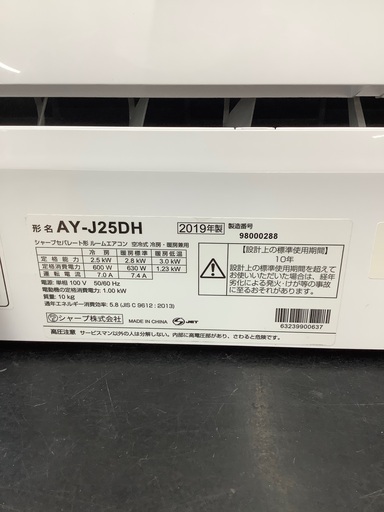 形名 AY-J25DH 2019年製 製造番号 98000288
シャープセパレート形 ルームエアコン 空冷式 冷房・暖房兼用
冷房 暖房標準 暖房低温
定格能力 2.5 kW 2.8 kW 3.0 kW
定格消費電力 600 W 630 W 1.23 kW
運転電流 7.0 A 7.4 A
電源: 単相 100 V 50/60 Hz
電動機の定格消費電力: 1.00 kW
質量: 10 kg
通年エネルギー消費効率: 5.8 (JIS C 9612 : 2013)
シャープ株式会社 MADE IN CHINA JET
【設計上の標準使用期間】
10年
設計上の標準使用期間を超えて
お使いいただいた場合は、経年
劣化による発火・けが等の事故
に至るおそれがあります。
63239900637
高圧注意 サービスマン以外の人は分解しないでください。内部に高電圧部があり、さわると危険です。